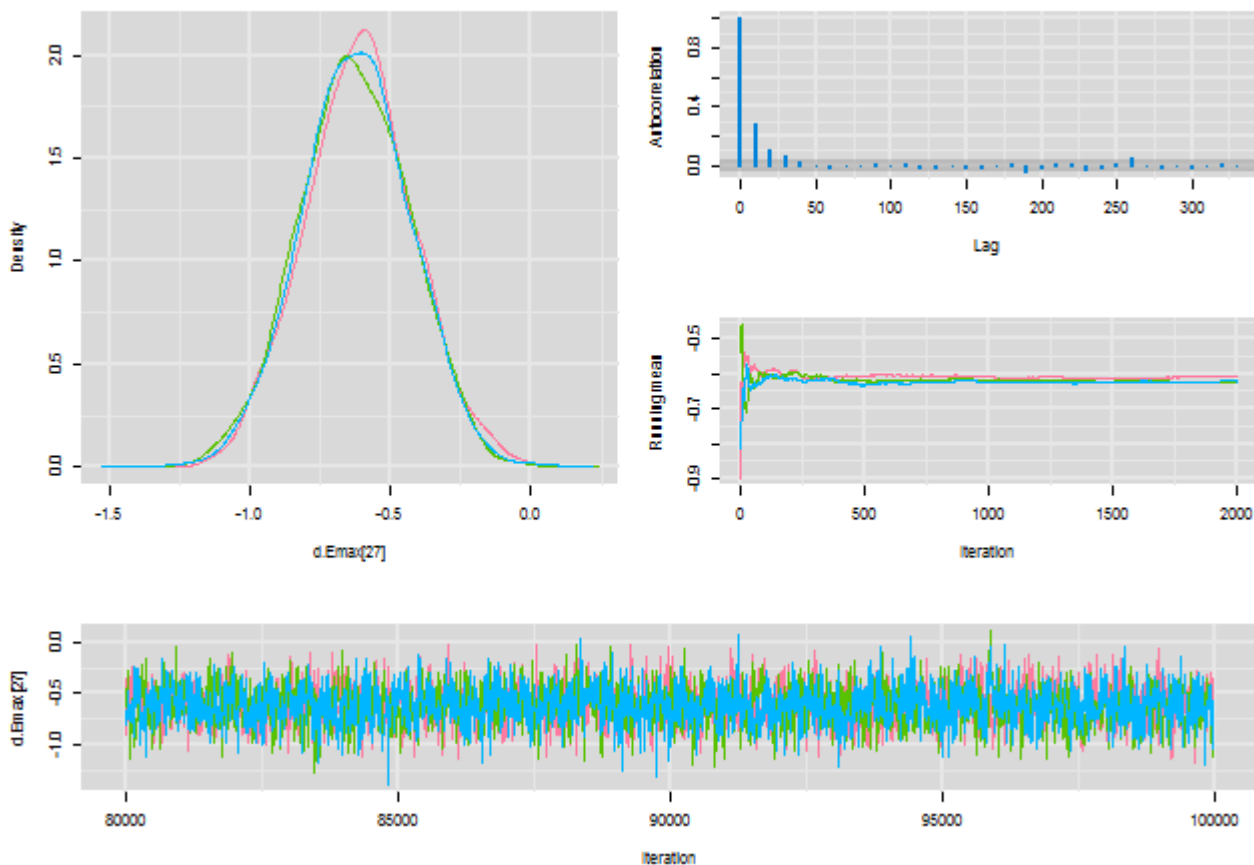 Density
2.0
1.5
1.0
0.5
0.0
-1.5 -1.0 -0.5 0.0
d.Emax[27]
Autocorrelation
0.8
0.4
0.0
0 50 100 150 200 250 300
Lag
Running mean
-0.5
-0.7
-0.9
0 500 1000 1500 2000
Iteration
d.Emax[27]
0.0
-0.5
-1.0
80000 85000 90000 95000 100000
Iteration